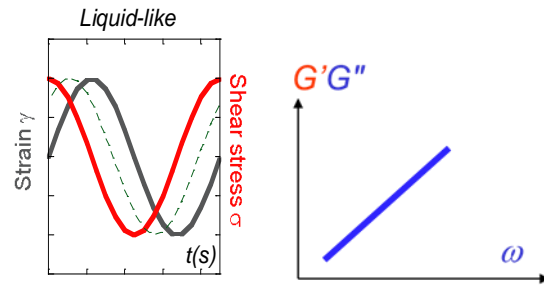 Liquid-like
Strain γ
Shear stress σ
t(s)
G'G"
ω